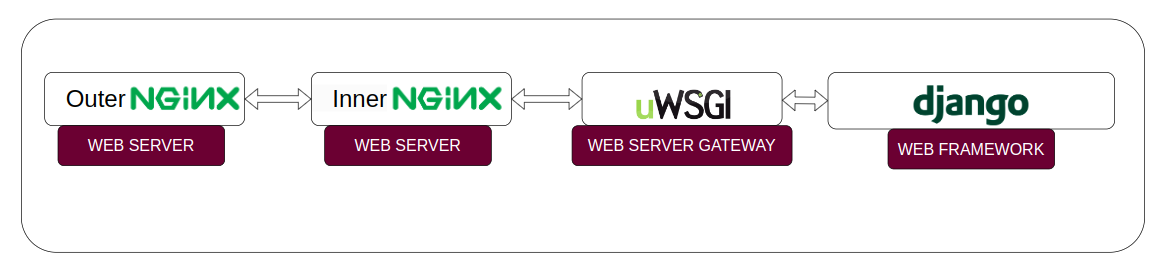 Outer NGINX
Inner NGINX
uWSGI
django
WEB SERVER
WEB SERVER
WEB SERVER GATEWAY
WEB FRAMEWORK